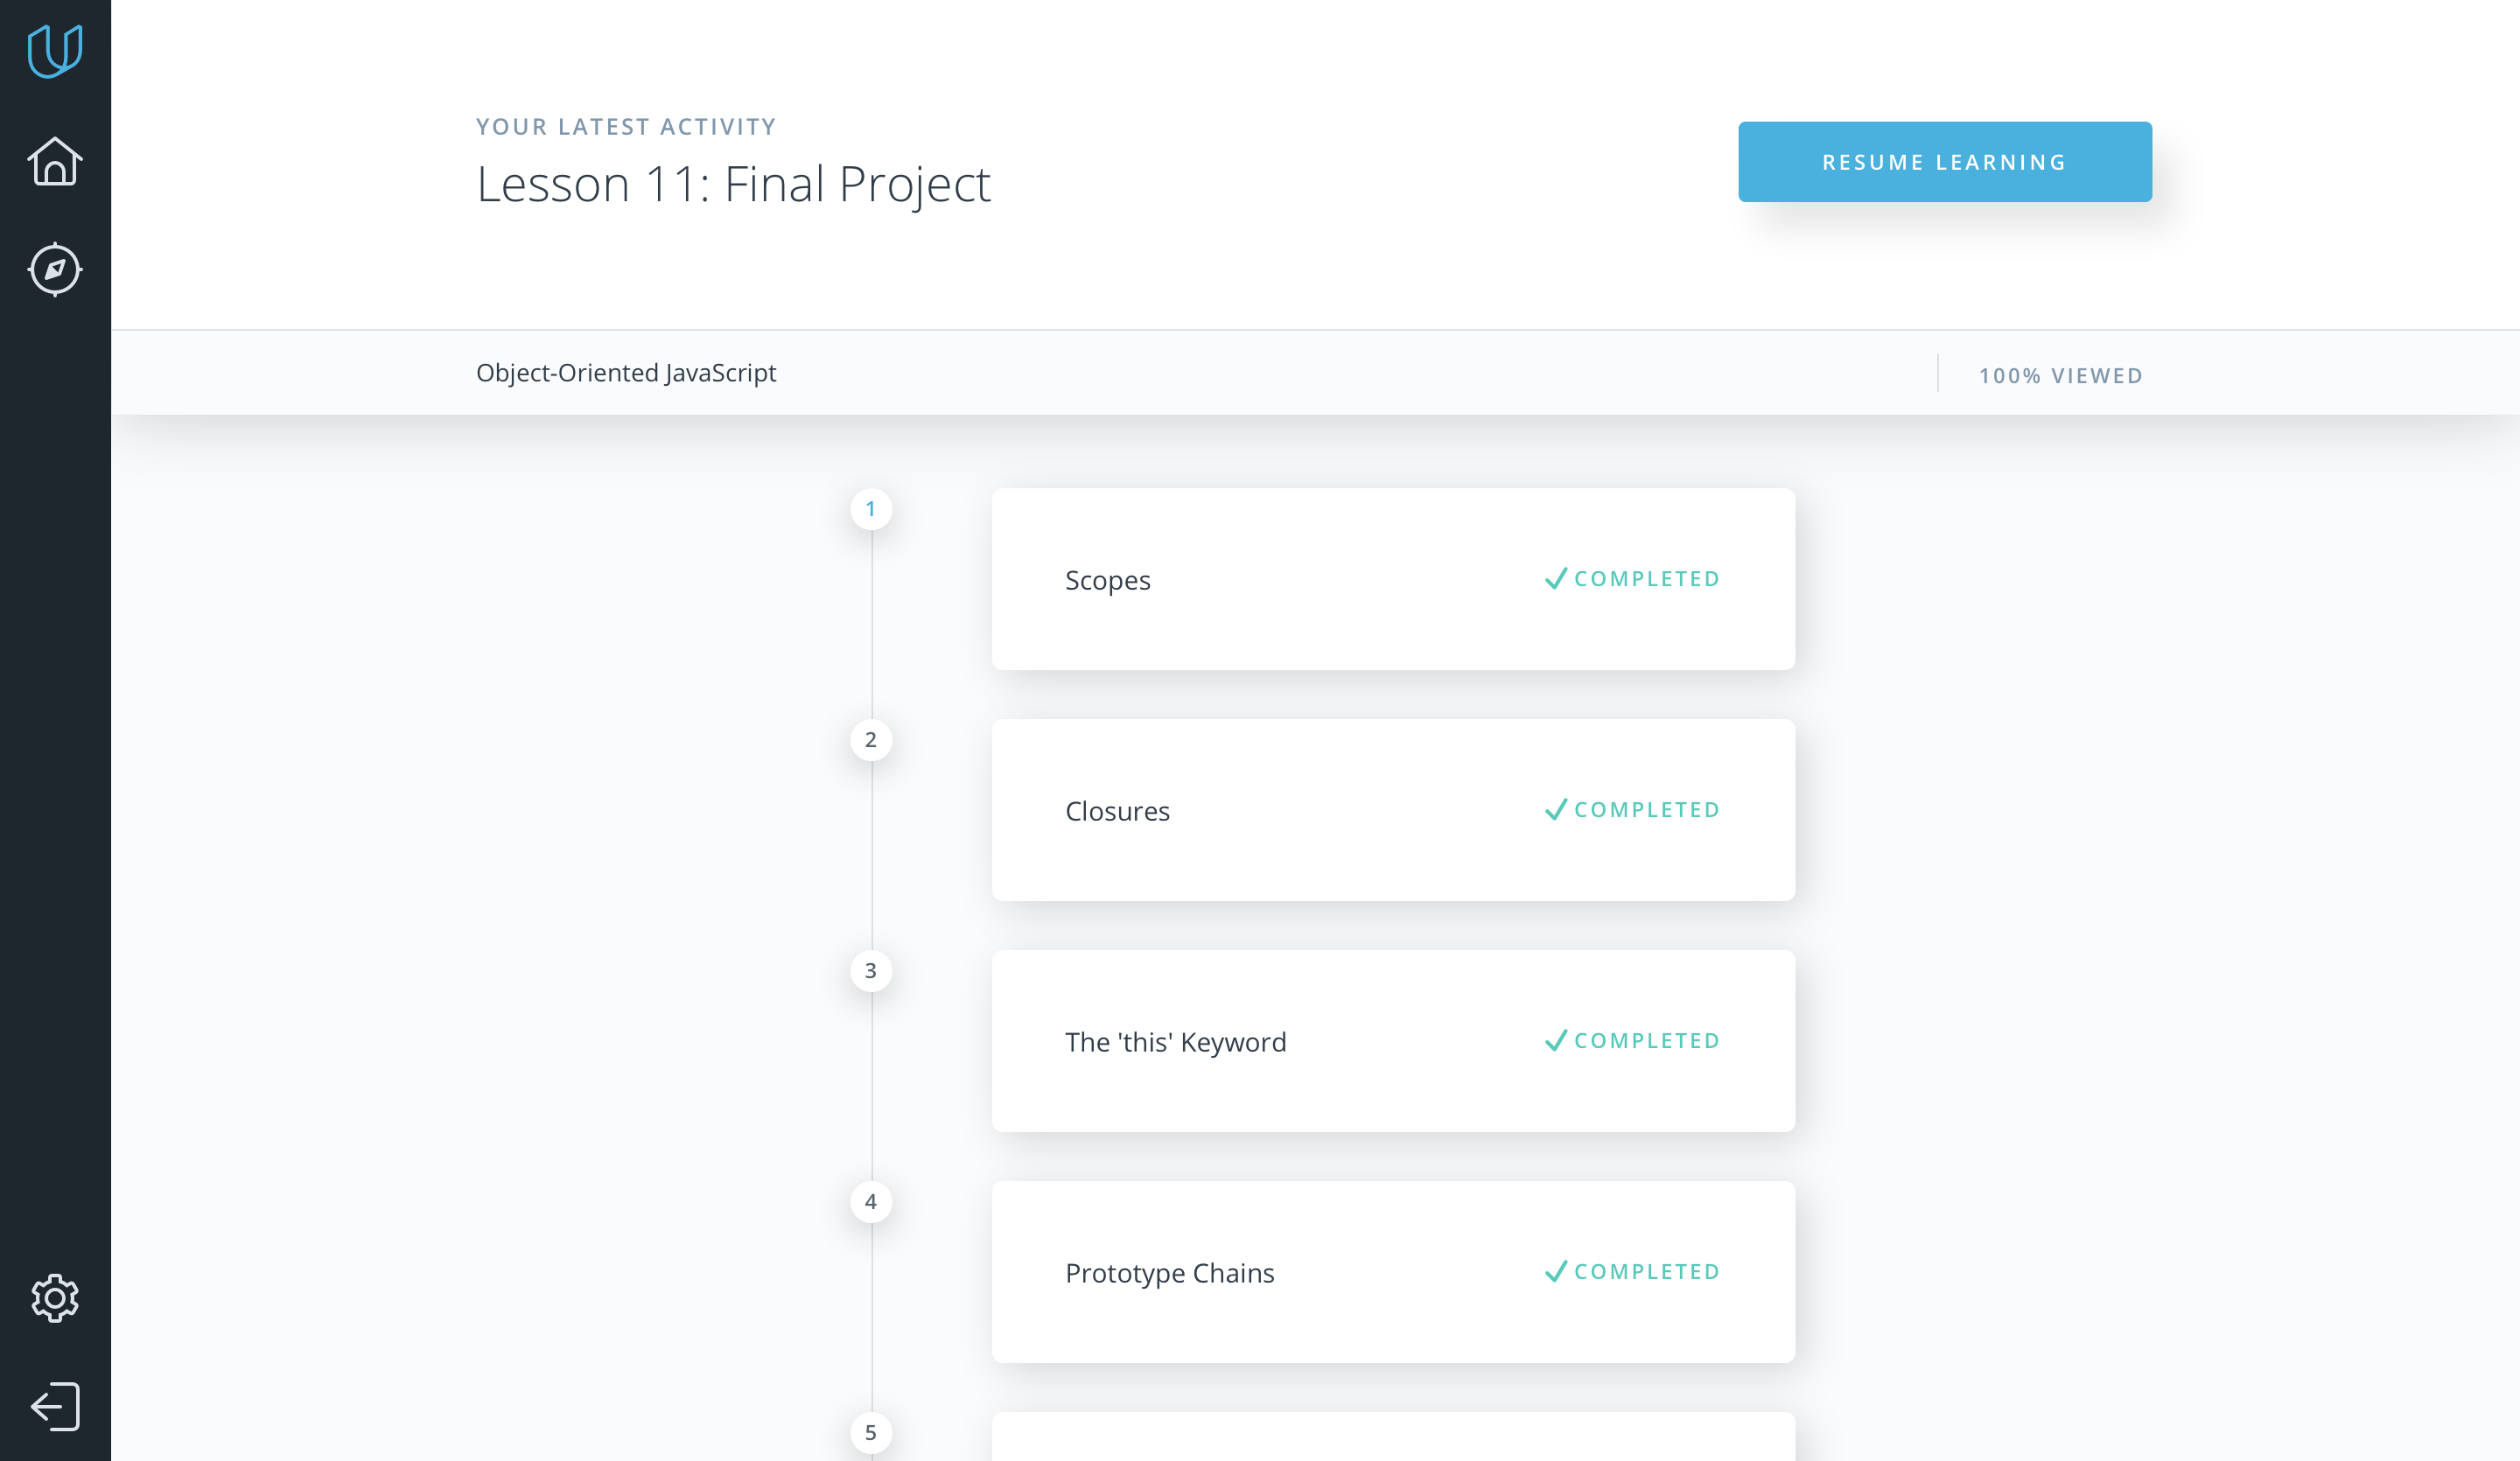 YOUR LATEST ACTIVITY
Lesson 11: Final Project
RESUME LEARNING
Object-Oriented JavaScript
100% VIEWED
1
Scopes
COMPLETED
2
Closures
COMPLETED
3
The 'this' Keyword
COMPLETED
4
Prototype Chains
COMPLETED
5